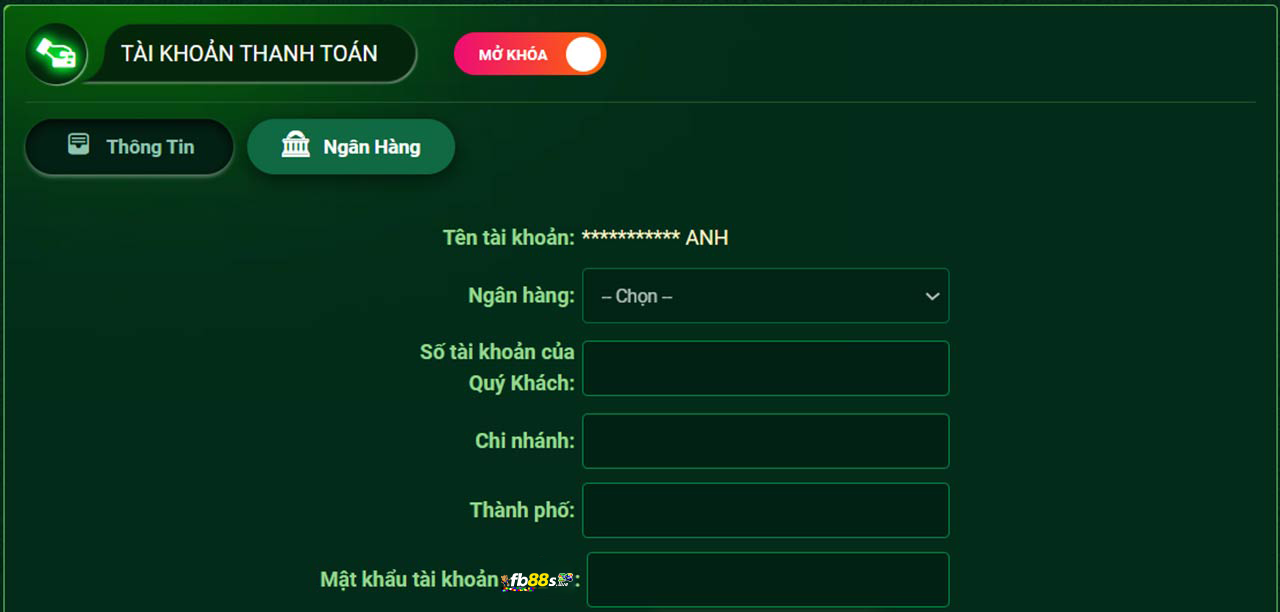 TÀI KHOẢN THANH TOÁN
MỞ KHÓA
Thông Tin
Ngân Hàng
Tên tài khoản: *********** ANH
Ngân hàng: -- Chọn --
Số tài khoản của
Quý Khách:
Chi nhánh:
Thành phố:
Mật khẩu tài khoản fb88s :